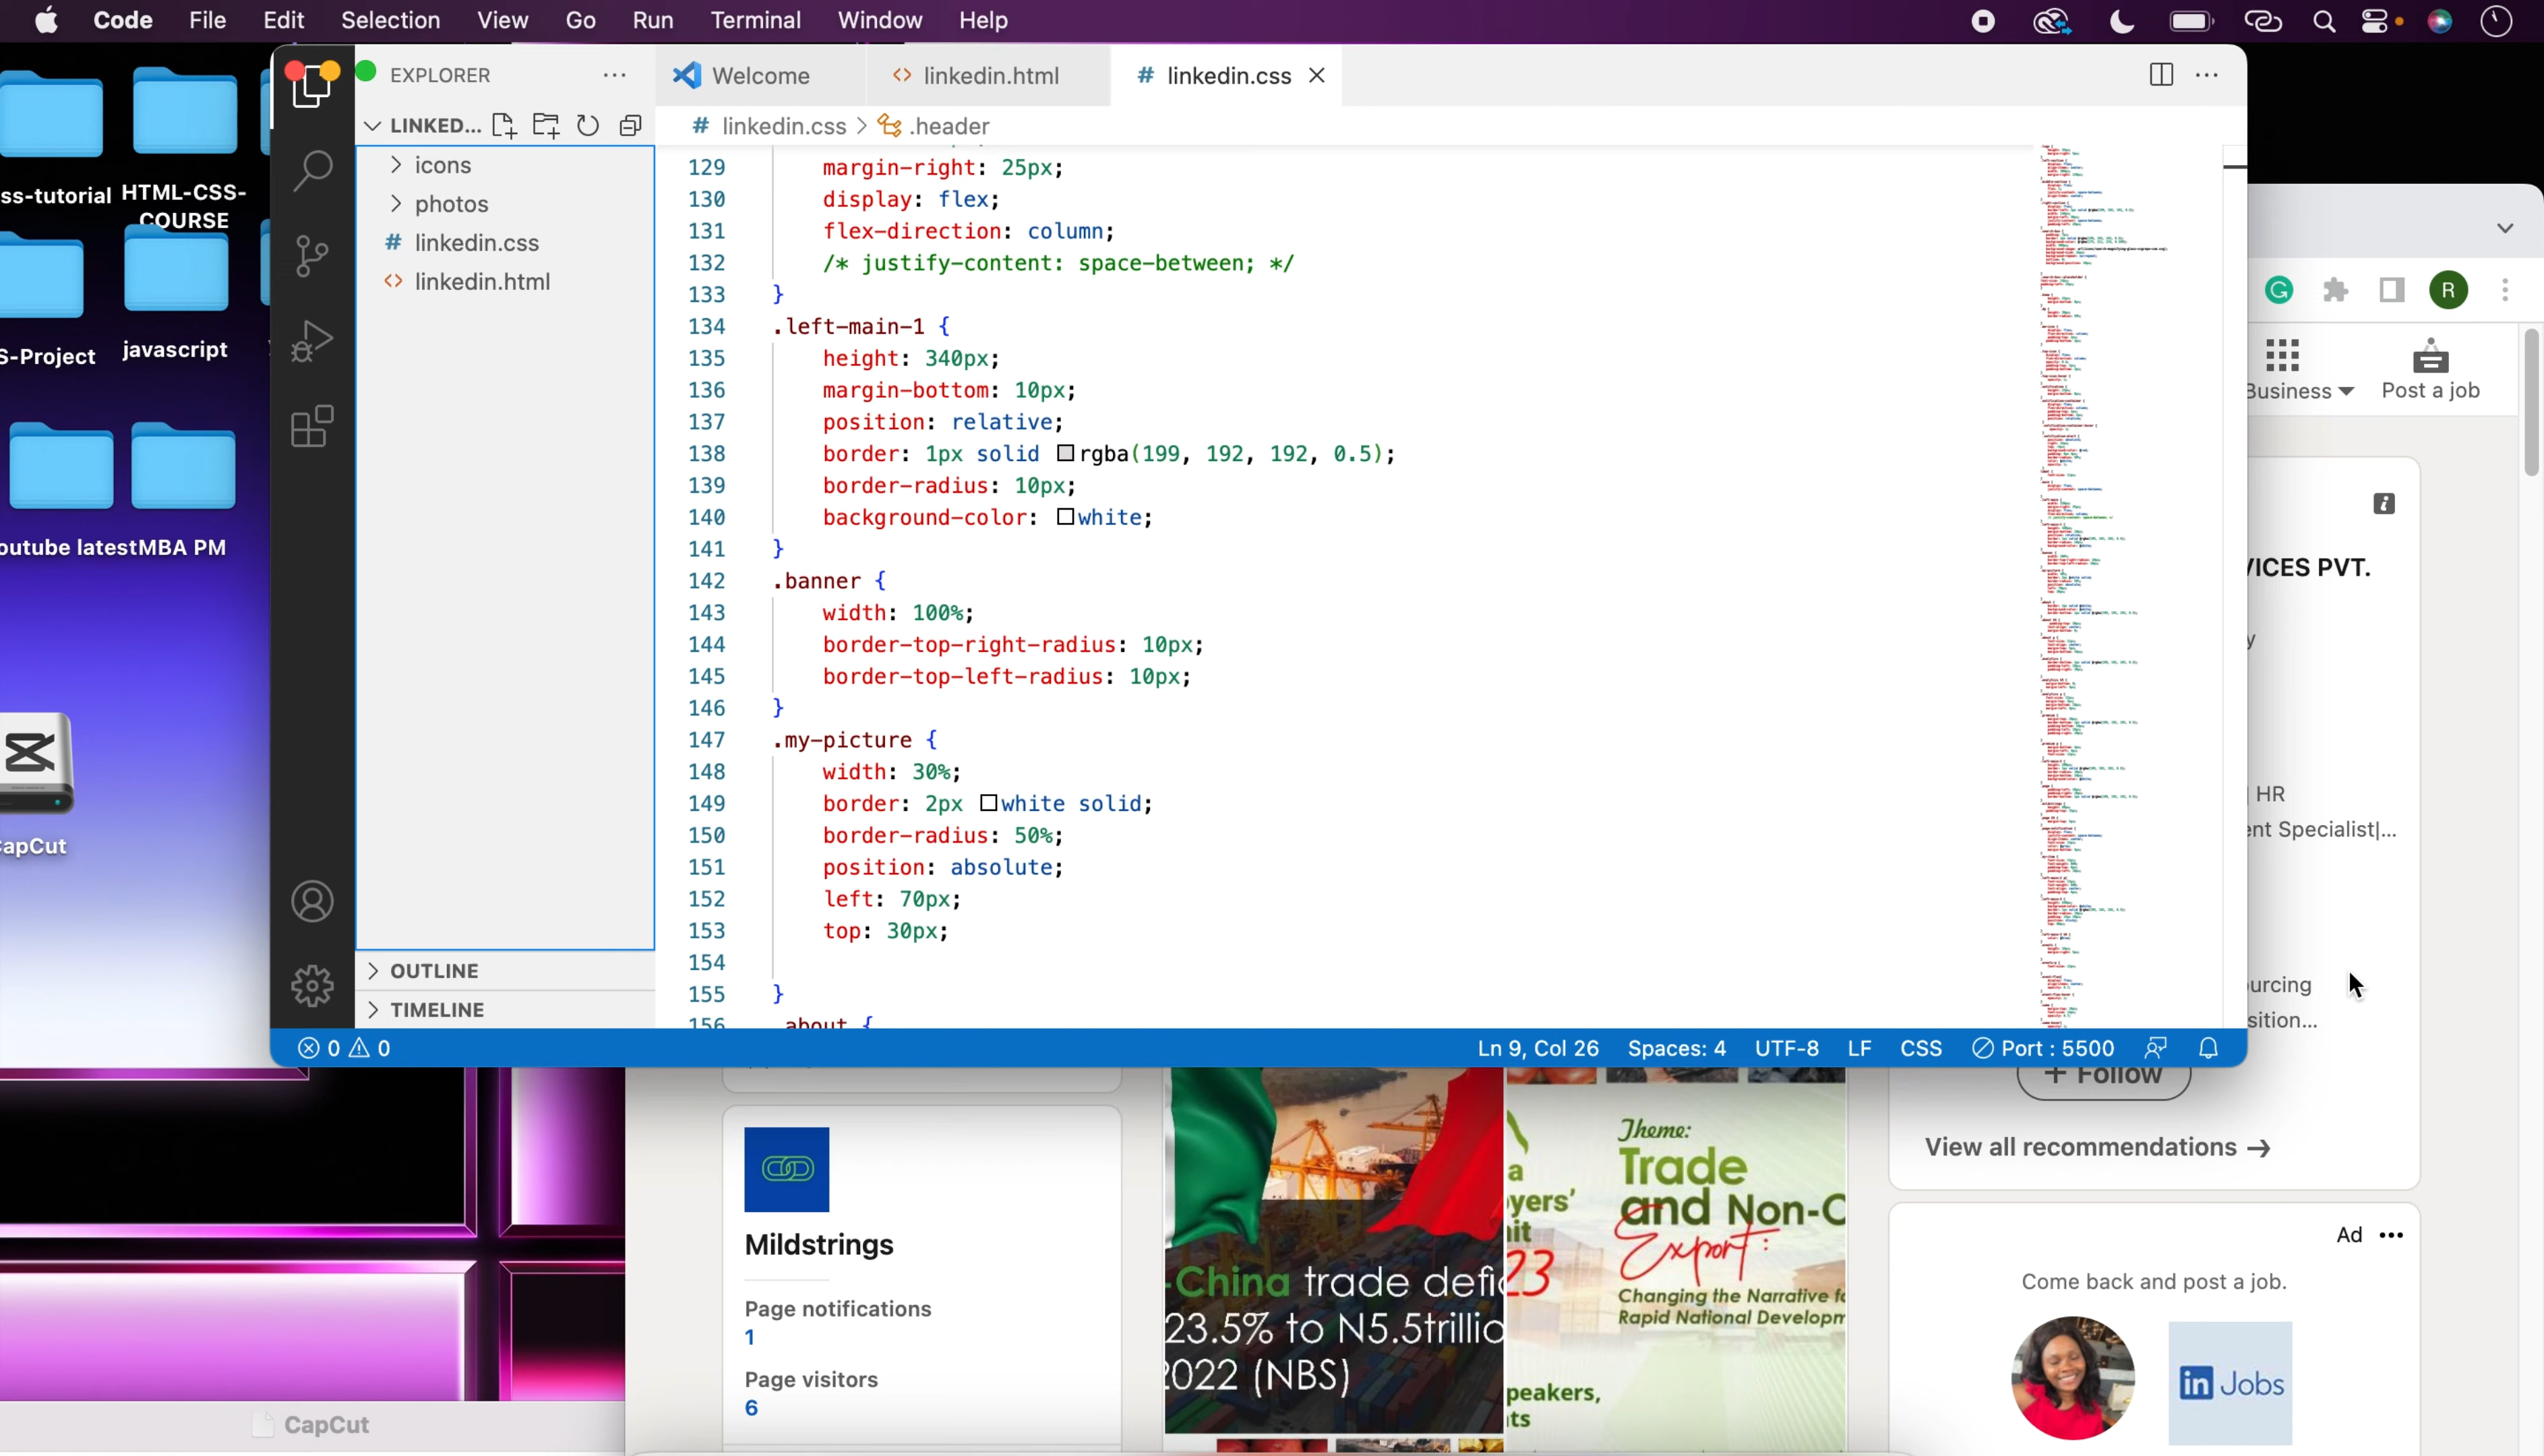 Code File Edit Selection View Go Run Terminal Window Help
EXPLORER
Welcome
linkedin.html
# linkedin.css
LINKED...
# linkedin.css > .header
icons
photos
# linkedin.css
<> linkedin.html
OUTLINE
TIMELINE
129 margin-right: 25px;
130 display: flex;
131 flex-direction: column;
132 /* justify-content: space-between; */
133 }
134 .left-main-1 {
135 height: 340px;
136 margin-bottom: 10px;
137 position: relative;
138 border: 1px solid rgba(199, 192, 192, 0.5);
139 border-radius: 10px;
140 background-color: white;
141 }
142 .banner {
143 width: 100%;
144 border-top-right-radius: 10px;
145 border-top-left-radius: 10px;
146 }
147 .my-picture {
148 width: 30%;
149 border: 2px white solid;
150 border-radius: 50%;
151 position: absolute;
152 left: 70px;
153 top: 30px;
154
155 }
156 .about {
0 0
Ln 9, Col 26 Spaces: 4 UTF-8 LF CSS Port : 5500
ss-tutorial
HTML-CSS-
COURSE
S-Project
javascript
outube latest
MBA PM
apCut
CapCut
R
Business
Post a job
VICES PVT.
y
HR
ent Specialist|...
urcing
sition...
+ Follow
View all recommendations →
Ad
Come back and post a job.
in Jobs
Mildstrings
Page notifications
1
Page visitors
6
-China trade defi
23.5% to N5.5trillio
2022 (NBS)
a
yers'
it
23
Theme:
Trade
and Non-O
Export:
Changing the Narrative f
Rapid National Developm
peakers,
ts